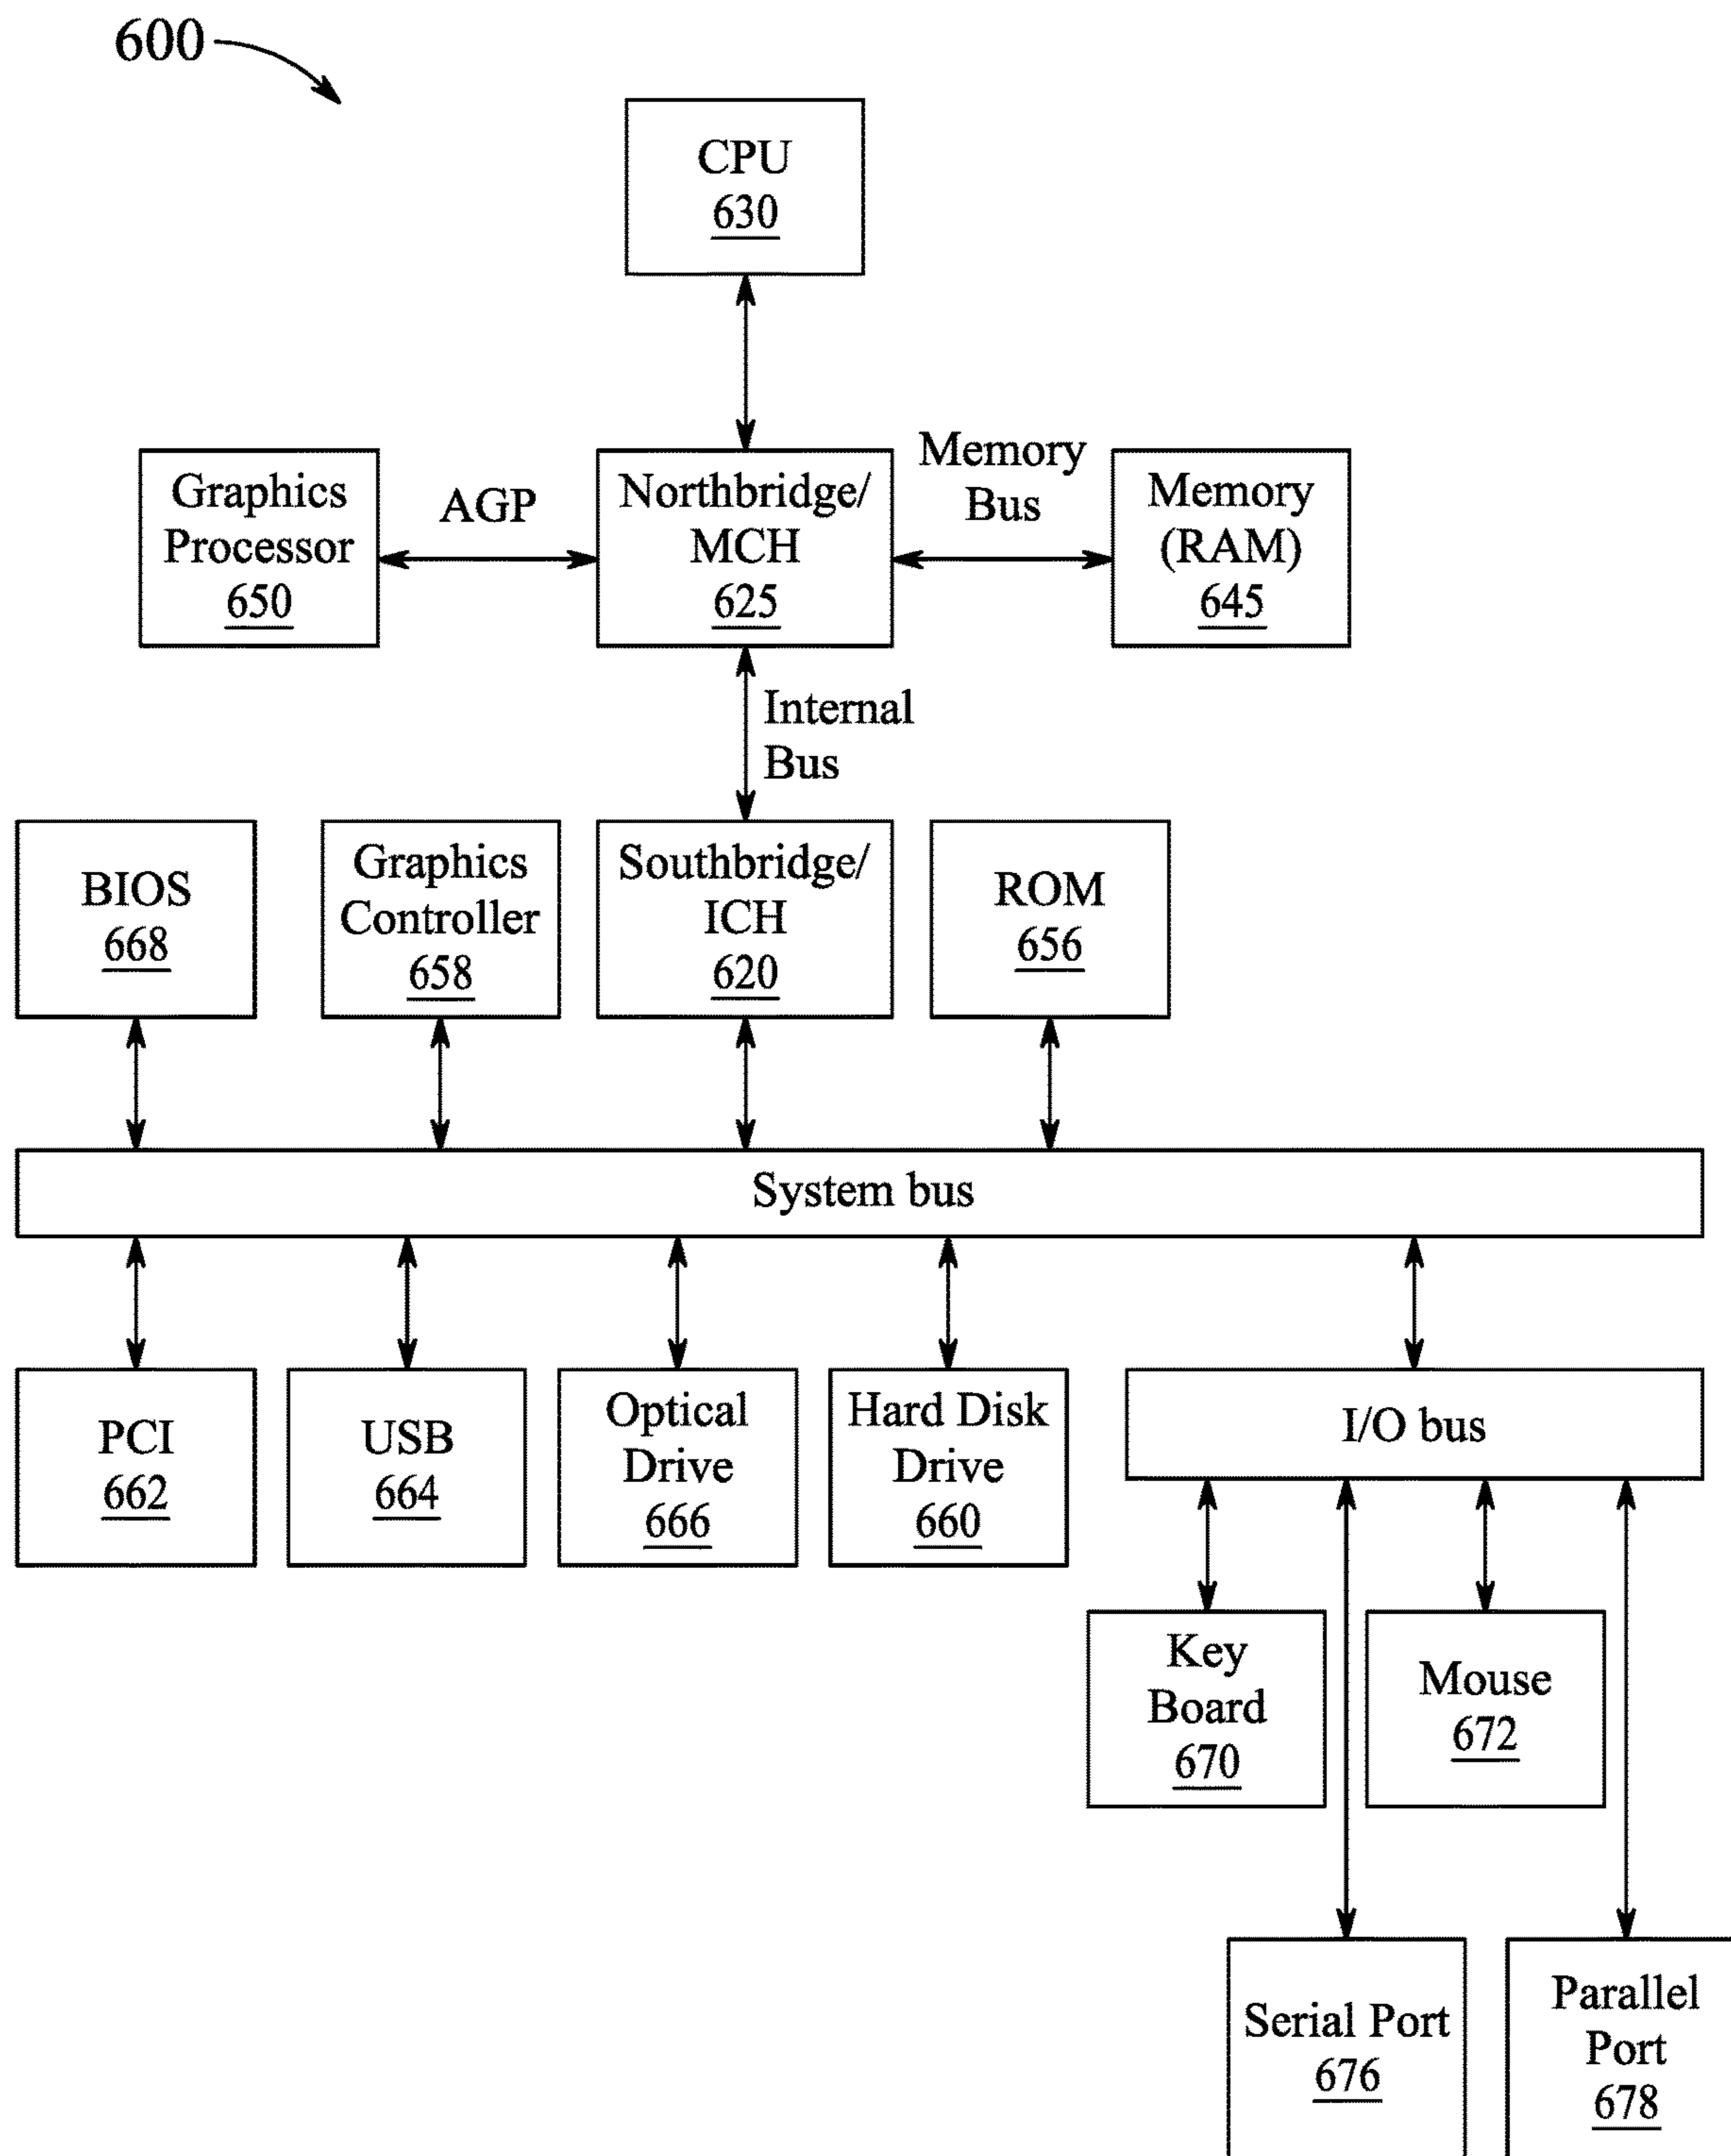 600
CPU
630
Graphics
Processor
650
AGP
Northbridge/
MCH
625
Memory
Bus
Memory
(RAM)
645
Internal
Bus
BIOS
668
Graphics
Controller
658
Southbridge/
ICH
620
ROM
656
System bus
PCI
662
USB
664
Optical
Drive
666
Hard Disk
Drive
660
I/O bus
Key
Board
670
Mouse
672
Serial Port
676
Parallel
Port
678